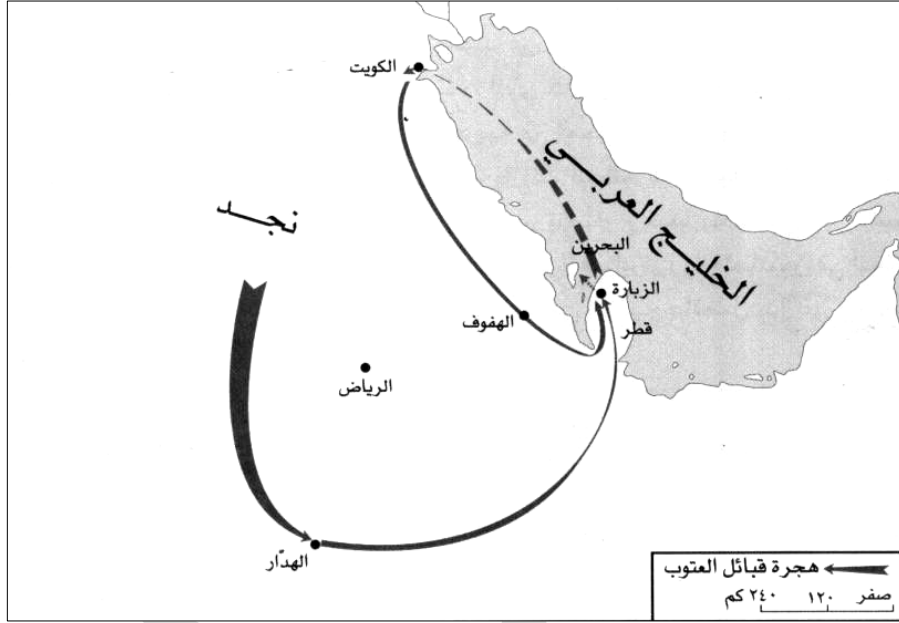 الكويت
الخليج العربي
نجد
البحرين
الزبارة
الهفوف
قطر
الرياض
الهدّار
هجرة قبائل العتوب
صفر ١٢٠ ٢٤٠ كم